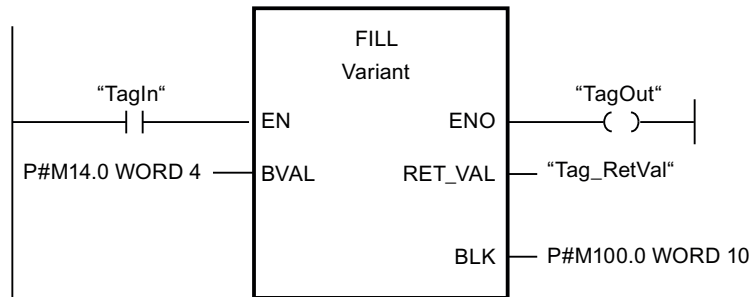 FILL
Variant
“TagIn“
“TagOut“
EN
ENO
P#M14.0 WORD 4
BVAL
RET_VAL
“Tag_RetVal“
BLK
P#M100.0 WORD 10